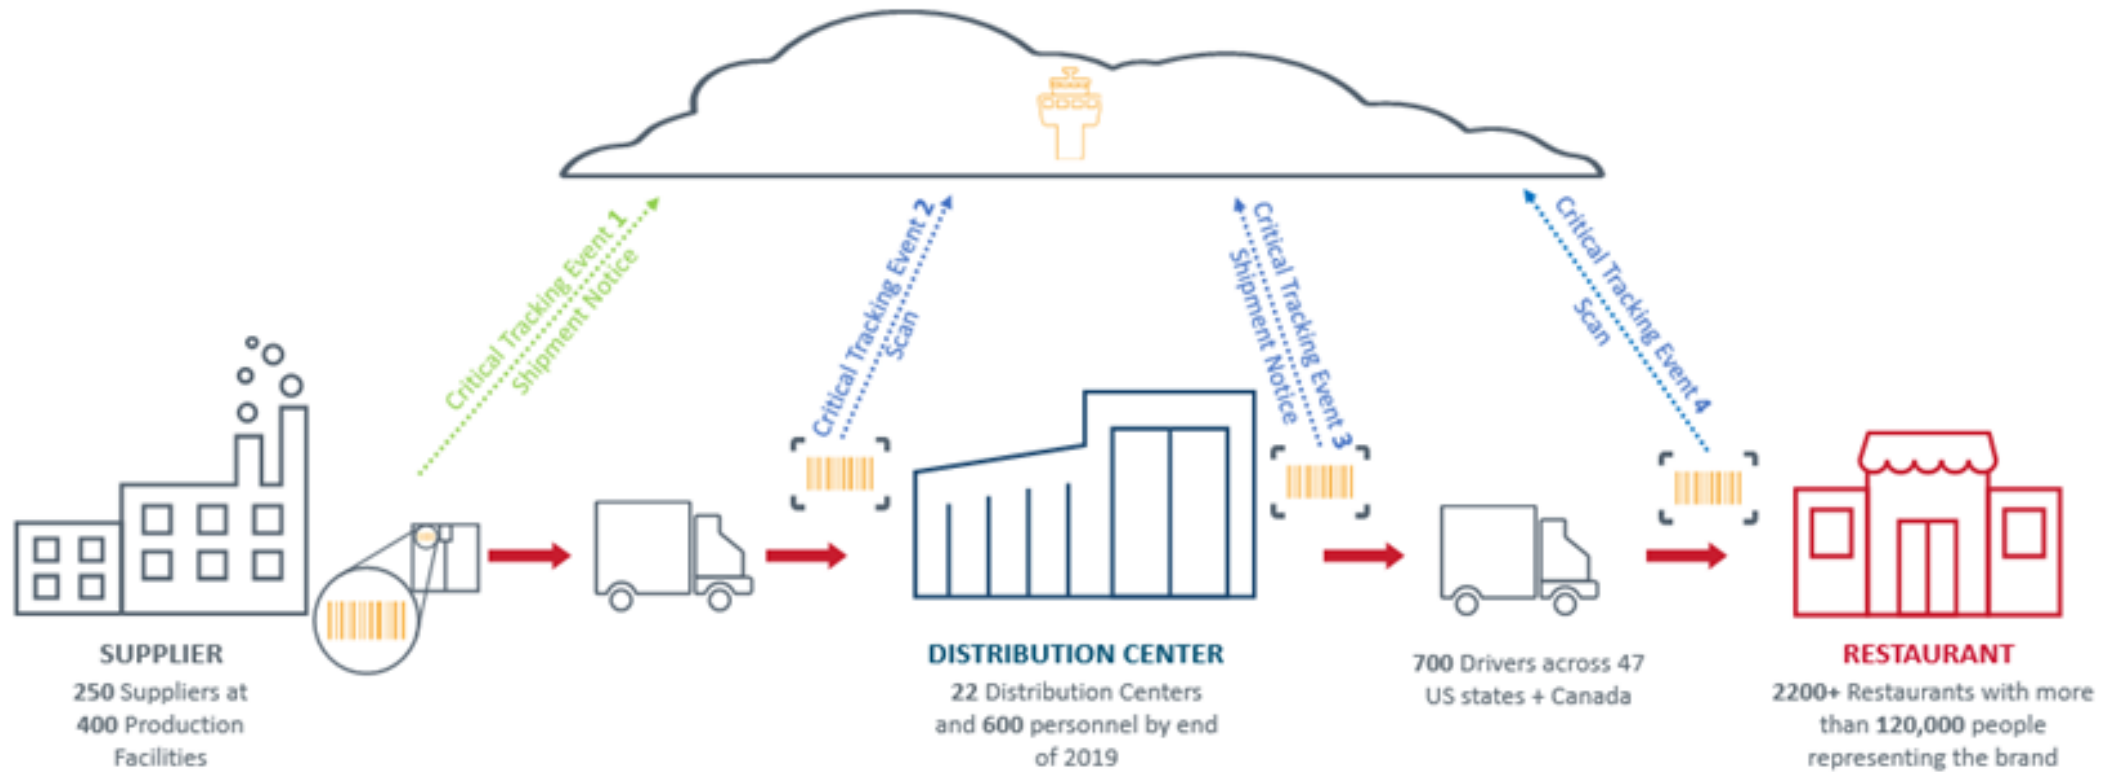 Critical Tracking Event 1
Shipment Notice
Critical Tracking Event 2
Scan
Critical Tracking Event 3
Shipment Notice
Critical Tracking Event 4
Scan
SUPPLIER
250 Suppliers at
400 Production
Facilities
DISTRIBUTION CENTER
22 Distribution Centers
and 600 personnel by end
of 2019
700 Drivers across 47
US states + Canada
RESTAURANT
2200+ Restaurants with more
than 120,000 people
representing the brand